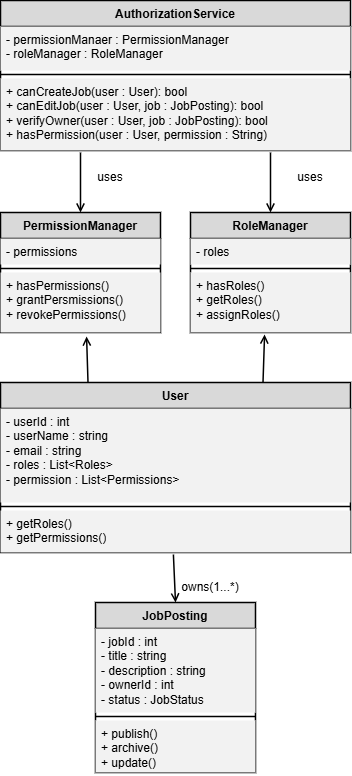 AuthorizationService
- permissionManaer : PermissionManager
- roleManager : RoleManager
+ canCreateJob(user : User): bool
+ canEditJob(user : User, job : JobPosting): bool
+ verifyOwner(user : User, job : JobPosting): bool
+ hasPermission(user : User, permission : String)
uses
uses
PermissionManager
- permissions
+ hasPermissions()
+ grantPersmissions()
+ revokePermissions()
RoleManager
- roles
+ hasRoles()
+ getRoles()
+ assignRoles()
User
- userId : int
- userName : string
- email : string
- roles : List<Roles>
- permission : List<Permissions>
+ getRoles()
+ getPermissions()
owns(1...*)
JobPosting
- jobId : int
- title : string
- description : string
- ownerId : int
- status : JobStatus
+ publish()
+ archive()
+ update()